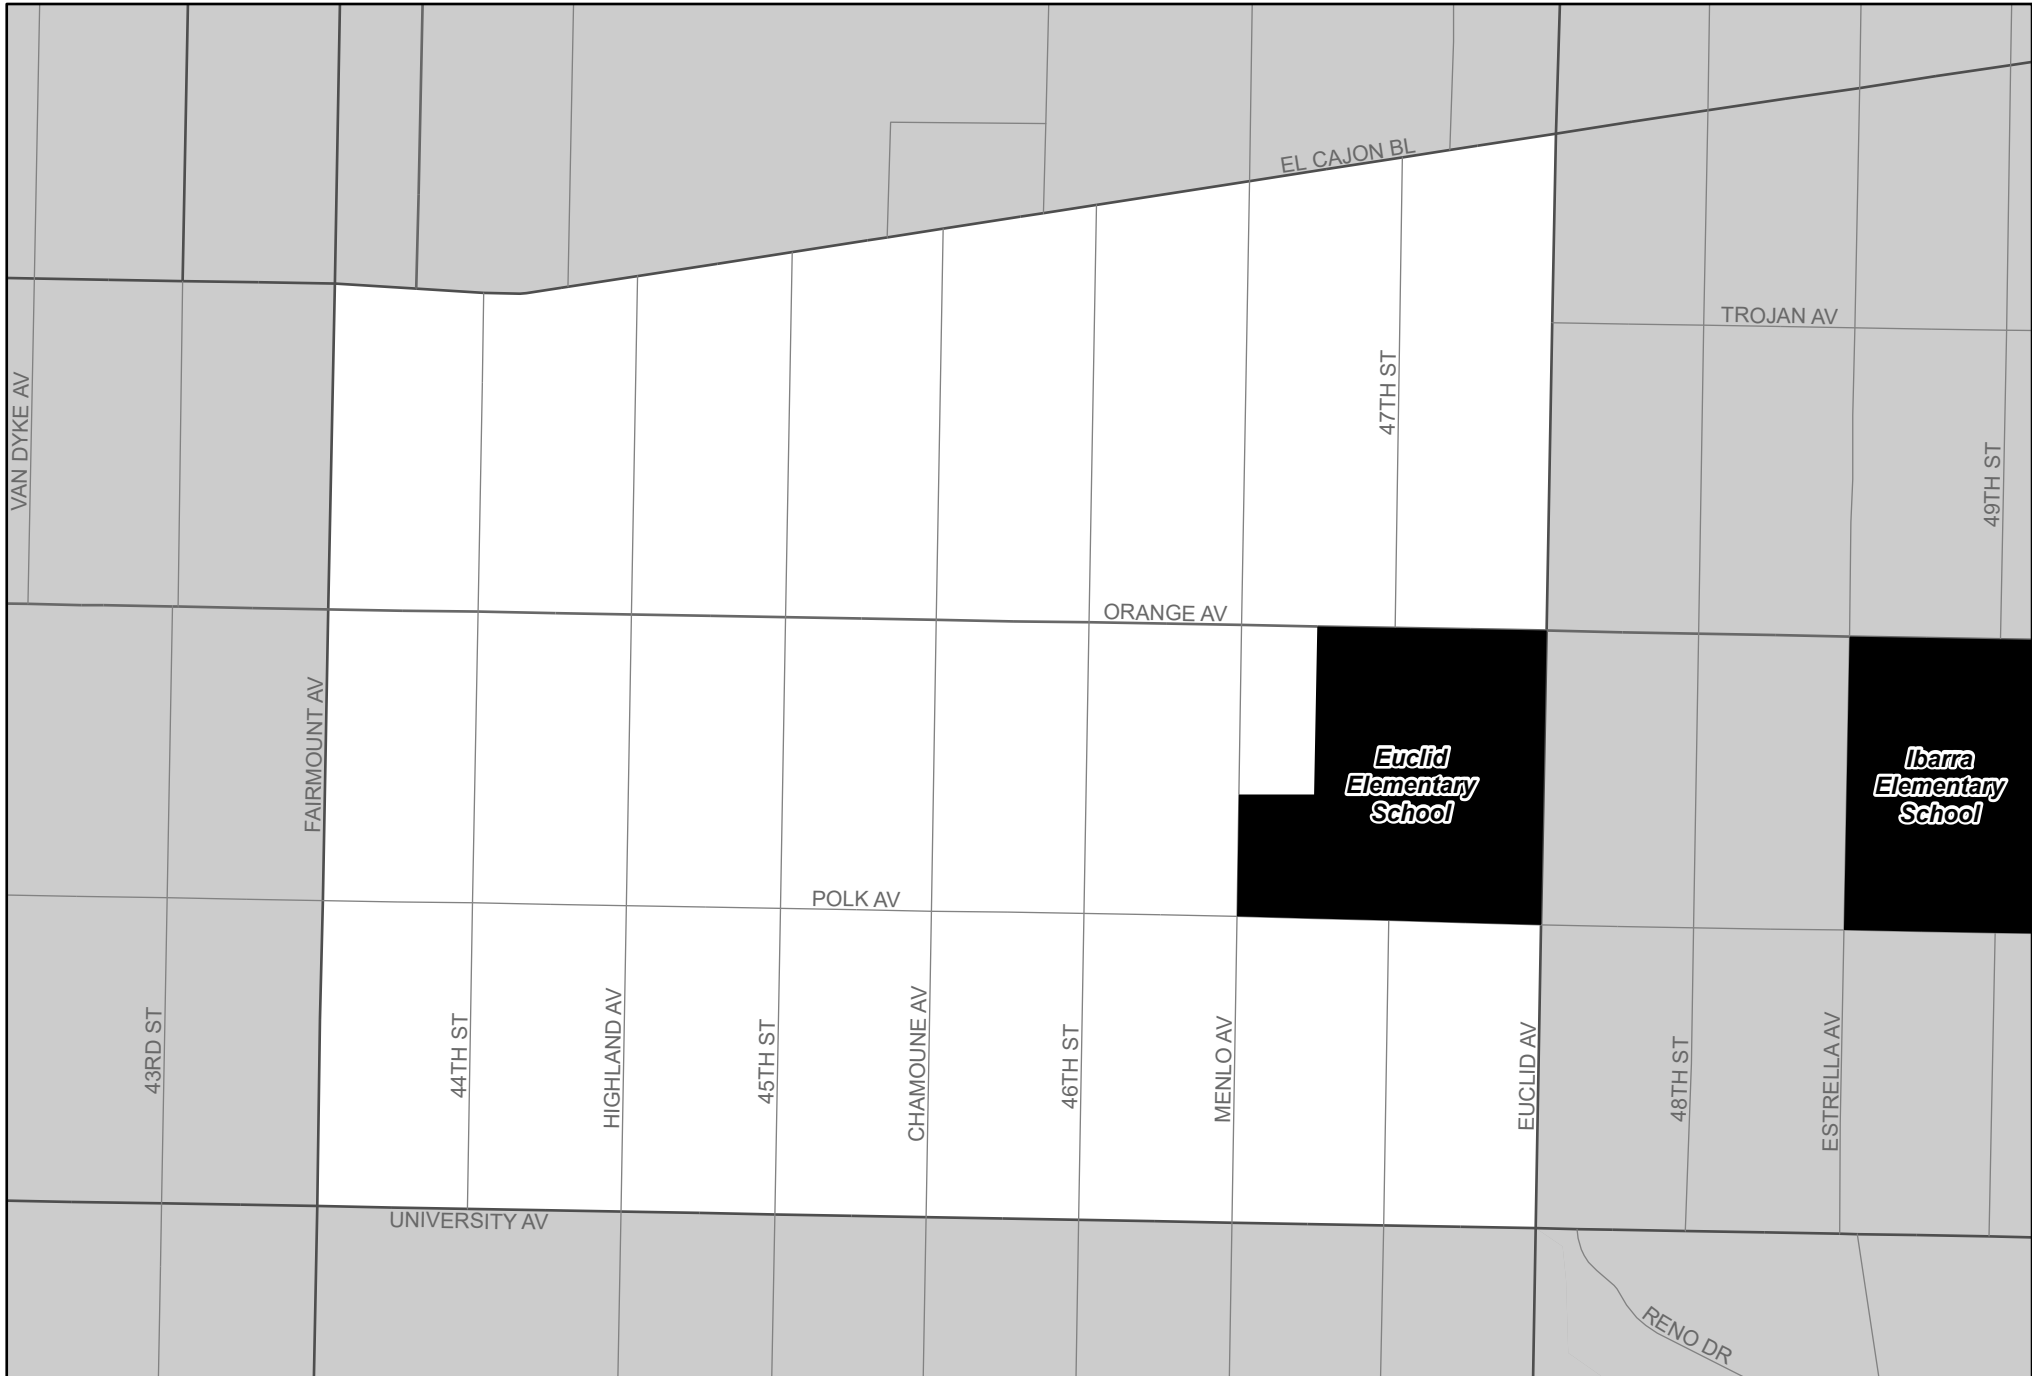 EL CAJON BL
TROJAN AV
VAN DYKE AV
47TH ST
49TH ST
ORANGE AV
FAIRMOUNT AV
Euclid
Elementary
School
Ibarra
Elementary
School
POLK AV
43RD ST
44TH ST
HIGHLAND AV
45TH ST
CHAMOUNE AV
46TH ST
MENLO AV
EUCLID AV
48TH ST
ESTRELLA AV
UNIVERSITY AV
RENO DR